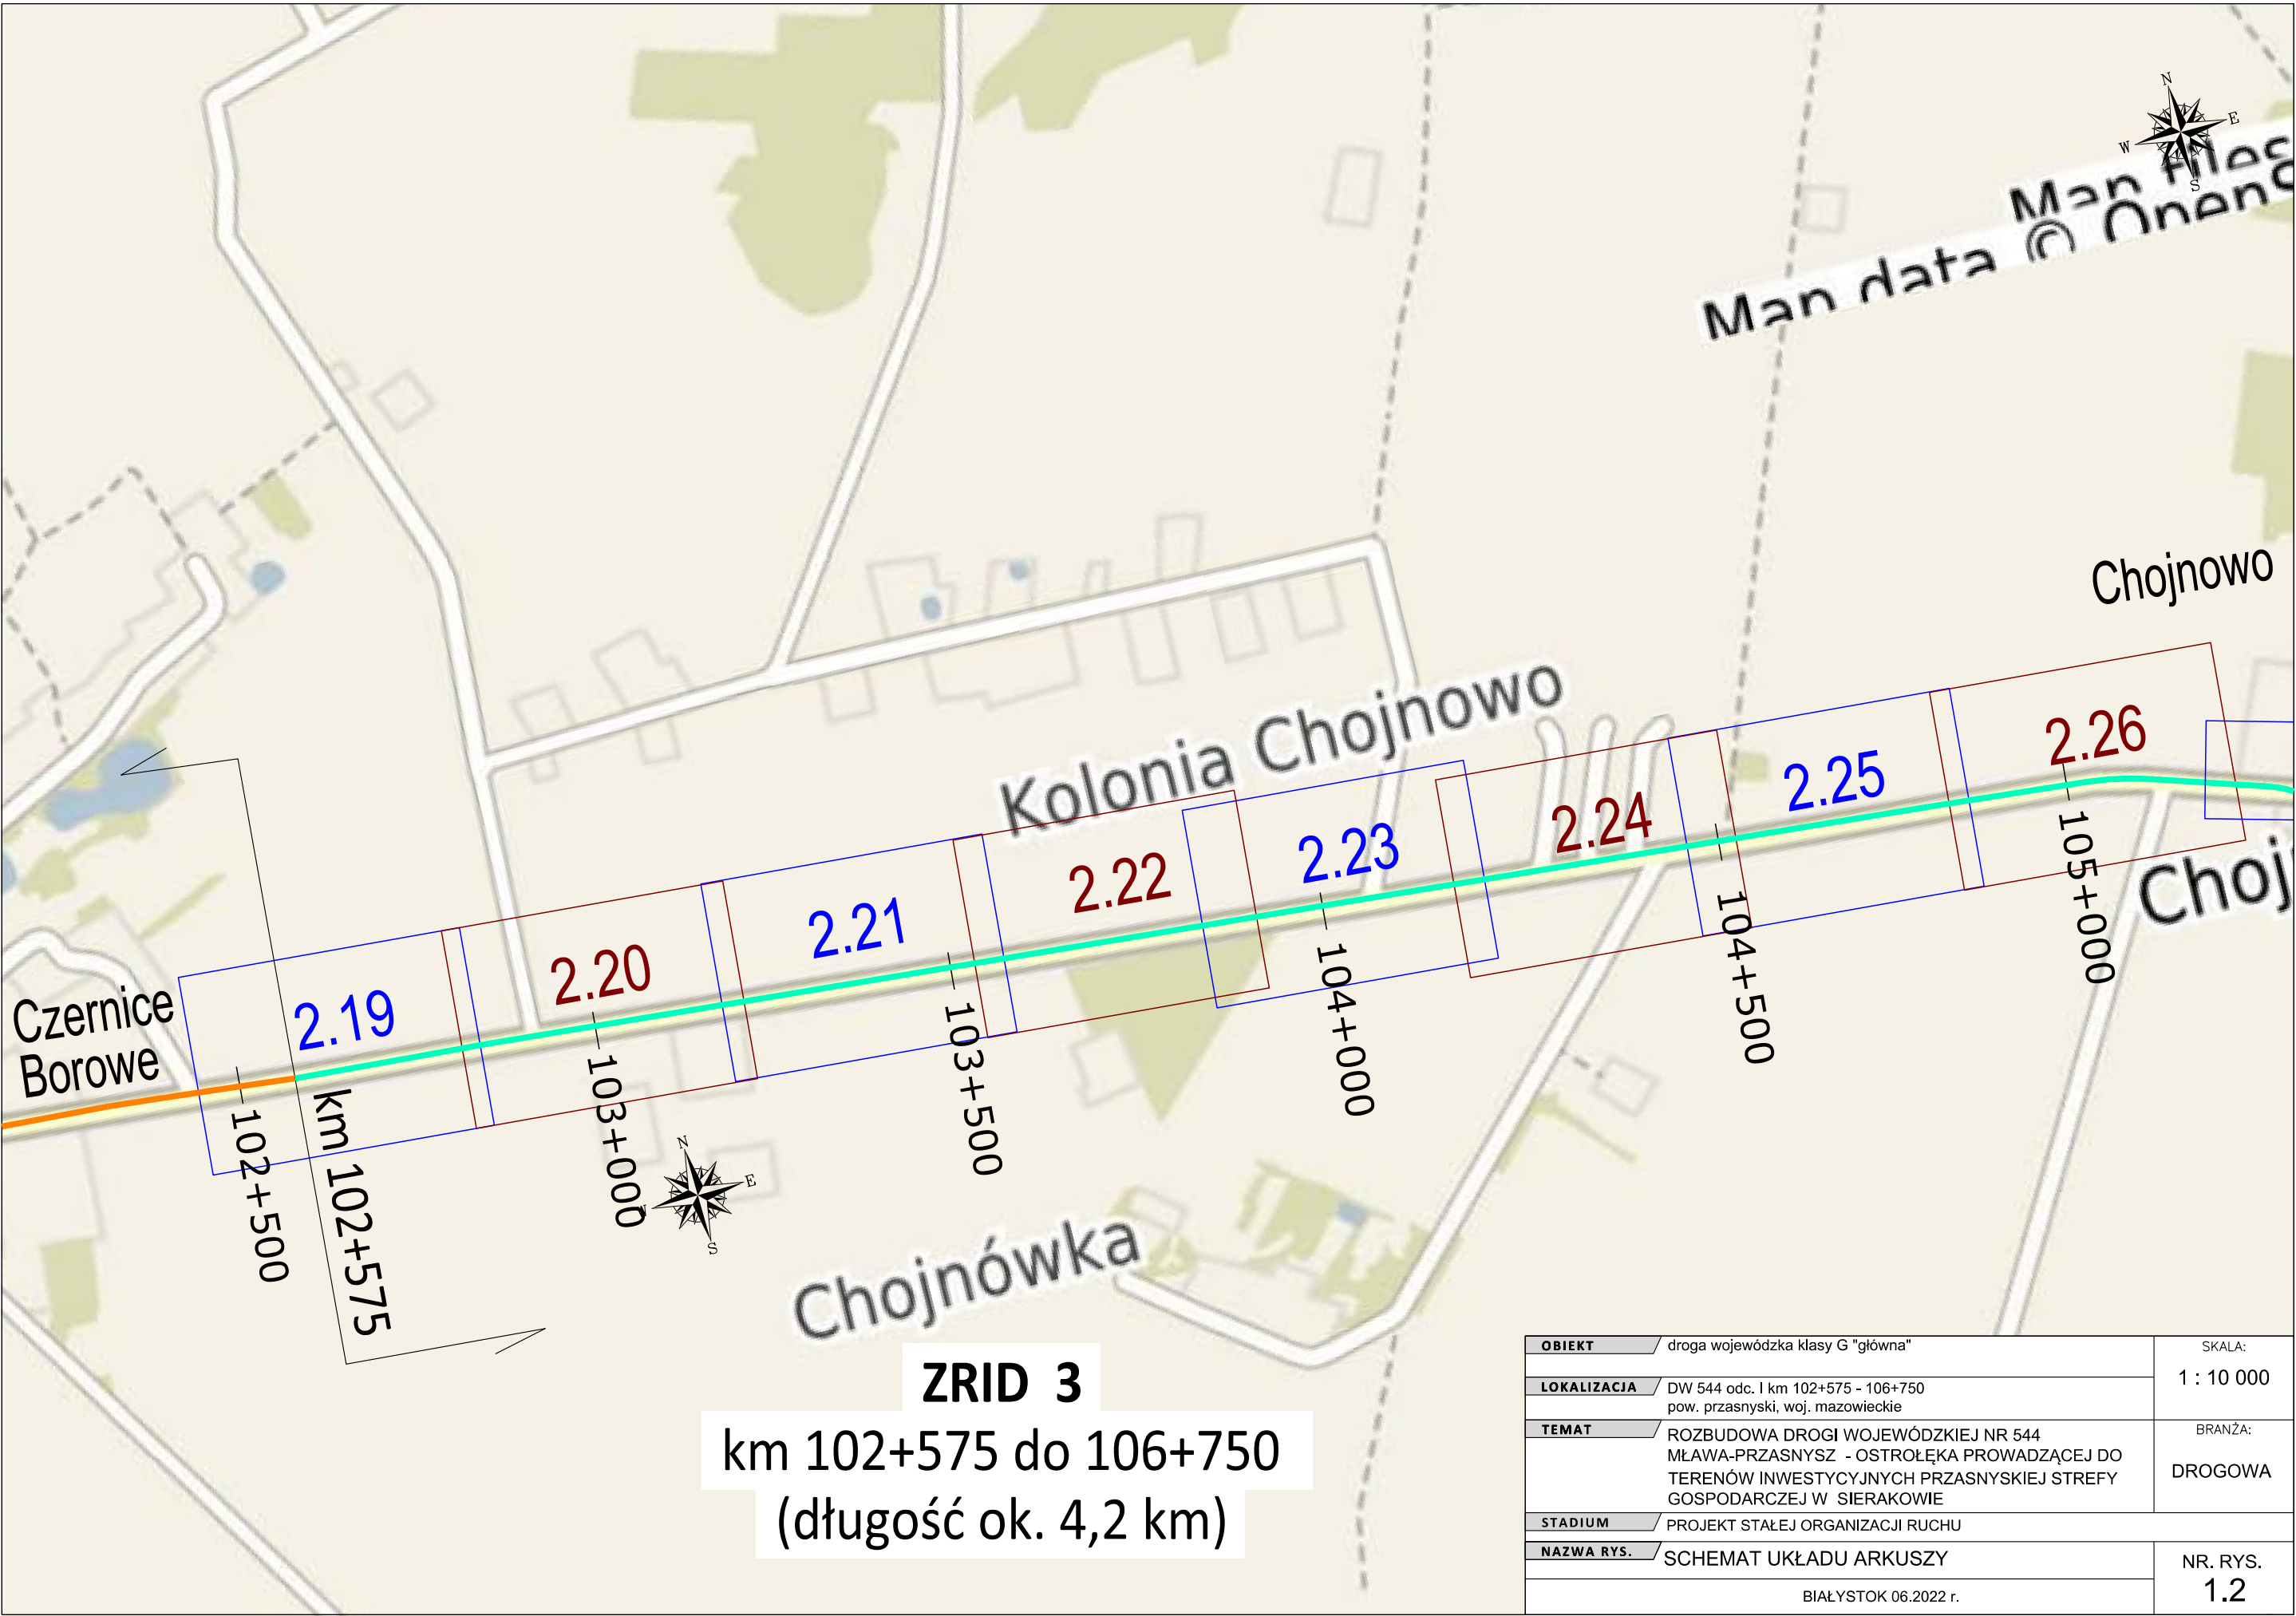 N
E
W
S
Map tiles
Map data © OpenS
Chojnowo
Kolonia Chojnowo
2.26
2.25
2.24
2.23
2.22
2.21
2.20
2.19
Choj
Czernice
Borowe
102+500
km 102+575
103+000
103+500
104+000
104+500
105+000
N
E
S
Chojnówka
ZRID 3
km 102+575 do 106+750
(długość ok. 4,2 km)
OBIEKT droga wojewódzka klasy G "główna"
SKALA:
1 : 10 000
LOKALIZACJA DW 544 odc. I km 102+575 - 106+750
pow. przasnyski, woj. mazowieckie
TEMAT ROZBUDOWA DROGI WOJEWÓDZKIEJ NR 544
MŁAWA-PRZASNYSZ - OSTROŁĘKA PROWADZĄCEJ DO
TERENÓW INWESTYCYJNYCH PRZASNYSKIEJ STREFY
GOSPODARCZEJ W SIERAKOWIE
BRANŻA:
DROGOWA
STADIUM PROJEKT STAŁEJ ORGANIZACJI RUCHU
NAZWA RYS. SCHEMAT UKŁADU ARKUSZY
NR. RYS.
1.2
BIAŁYSTOK 06.2022 r.